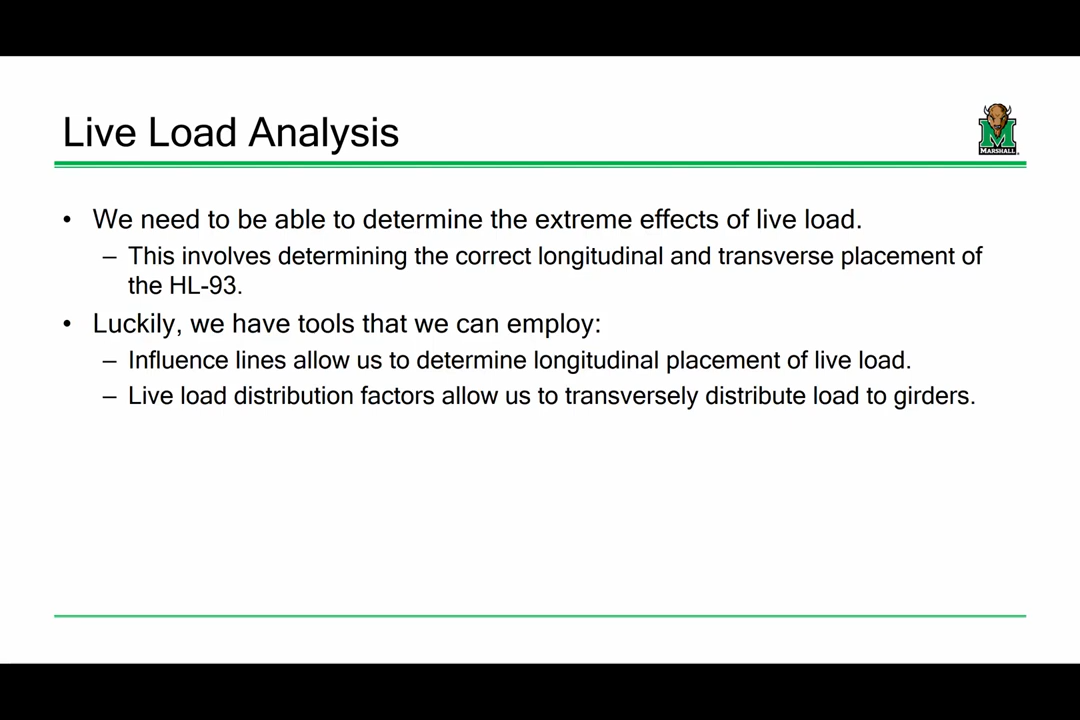 Live Load Analysis
MARSHALL
• We need to be able to determine the extreme effects of live load.
– This involves determining the correct longitudinal and transverse placement of
the HL-93.
• Luckily, we have tools that we can employ:
– Influence lines allow us to determine longitudinal placement of live load.
– Live load distribution factors allow us to transversely distribute load to girders.